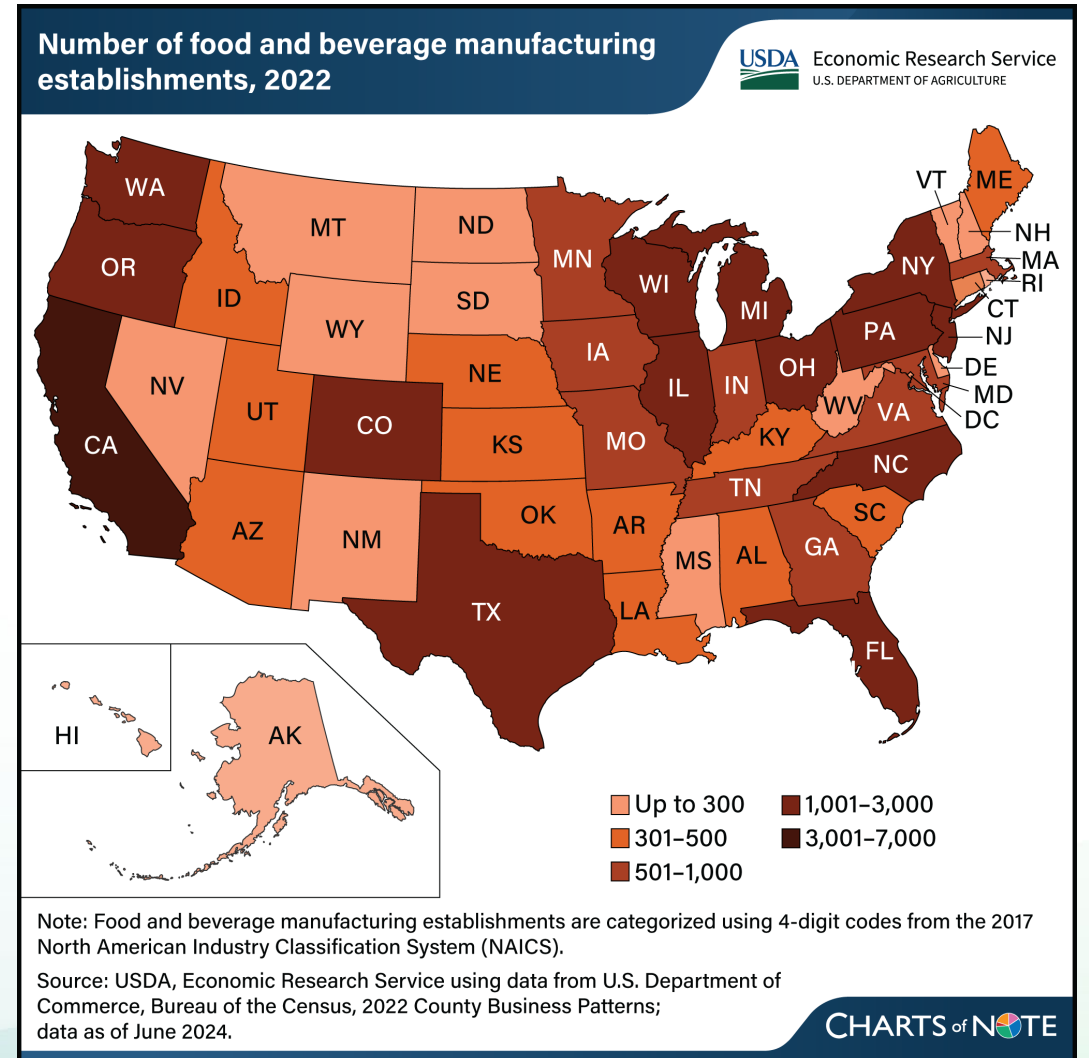 Number of food and beverage manufacturing
establishments, 2022
USDA
Economic Research Service
U.S. DEPARTMENT OF AGRICULTURE
WA
OR
CA
NV
ID
MT
WY
UT
AZ
CO
NM
ND
SD
NE
KS
OK
TX
MN
IA
MO
AR
LA
WI
IL
MI
IN
OH
KY
TN
MS
AL
GA
FL
SC
NC
VA
WV
PA
NY
VT
ME
NH
MA
RI
CT
NJ
DE
MD
DC
HI
AK
Up to 300
301–500
501–1,000
1,001–3,000
3,001–7,000
Note: Food and beverage manufacturing establishments are categorized using 4-digit codes from the 2017
North American Industry Classification System (NAICS).
Source: USDA, Economic Research Service using data from U.S. Department of
Commerce, Bureau of the Census, 2022 County Business Patterns;
data as of June 2024.
CHARTS of NOTE